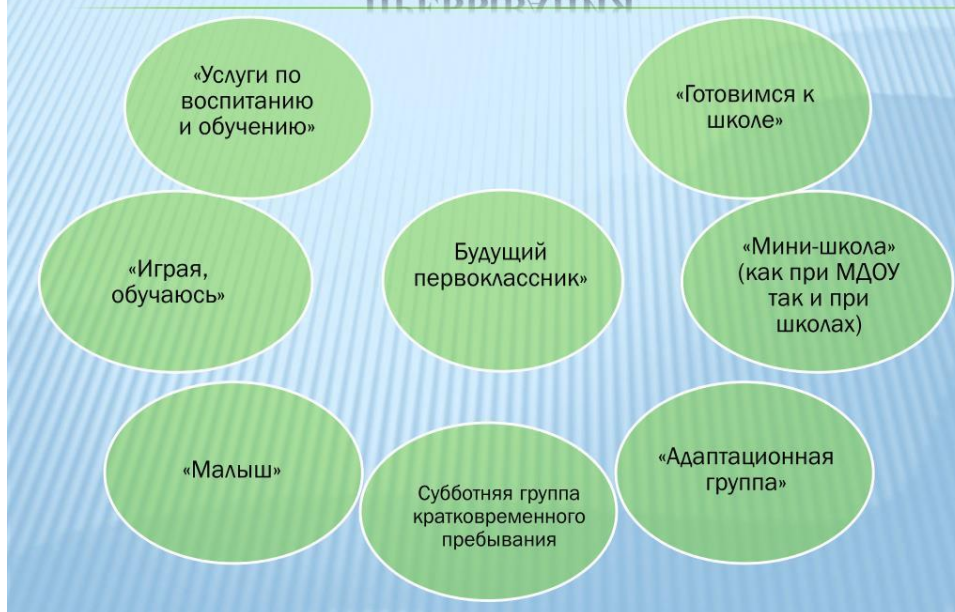 «Услуги по
воспитанию
и обучению»
«Готовимся к
школе»
«Играя,
обучаюсь»
Будущий
первоклассник»
«Мини-школа»
(как при МДОУ
так и при
школах)
«Малыш»
Субботняя группа
кратковременного
пребывания
«Адаптационная
группа»